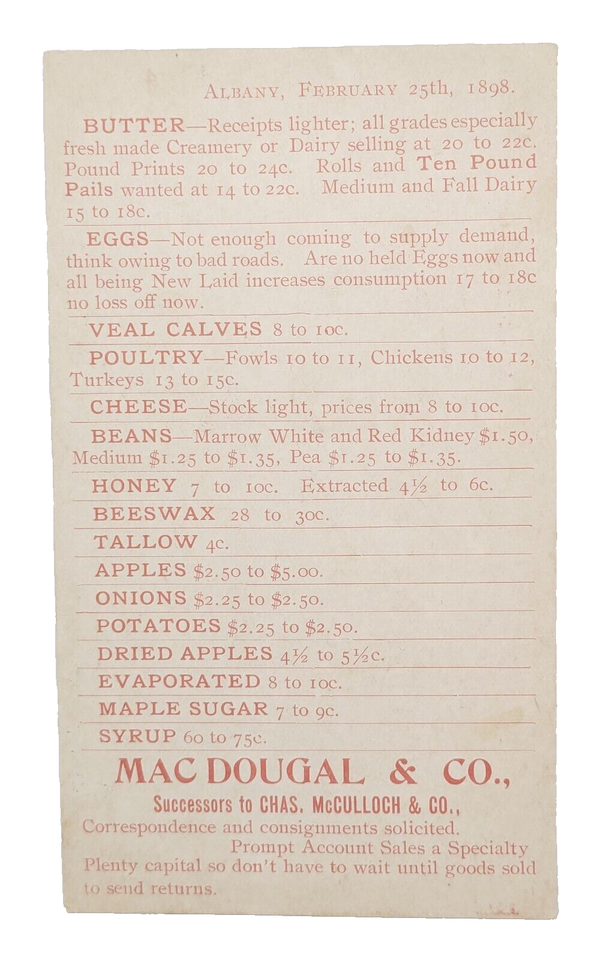 ALBANY, FEBRUARY 25th, 1898.
BUTTER—Receipts lighter; all grades especially
fresh made Creamery or Dairy selling at 20 to 22c.
Pound Prints 20 to 24c. Rolls and Ten Pound
Pails wanted at 14 to 22c. Medium and Fall Dairy
15 to 18c.
EGGS—Not enough coming to supply demand,
think owing to bad roads. Are no held Eggs now and
all being New Laid increases consumption 17 to 18c
no loss off now.
VEAL CALVES 8 to 10c.
POULTRY—Fowls 10 to 11, Chickens 10 to 12,
Turkeys 13 to 15c.
CHEESE—Stock light, prices from 8 to 10c.
BEANS—Marrow White and Red Kidney $1.50,
Medium $1.25 to $1.35, Pea $1.25 to $1.35.
HONEY 7 to 10c. Extracted 4½ to 6c.
BEESWAX 28 to 30c.
TALLOW 4c.
APPLES $2.50 to $5.00.
ONIONS $2.25 to $2.50.
POTATOES $2.25 to $2.50.
DRIED APPLES 4½ to 5½c.
EVAPORATED 8 to 10c.
MAPLE SUGAR 7 to 9c.
SYRUP 60 to 75c.
MAC DOUGAL & CO.,
Successors to CHAS. McCULLOCH & CO.,
Correspondence and consignments solicited.
Prompt Account Sales a Specialty
Plenty capital so don't have to wait until goods sold
to send returns.